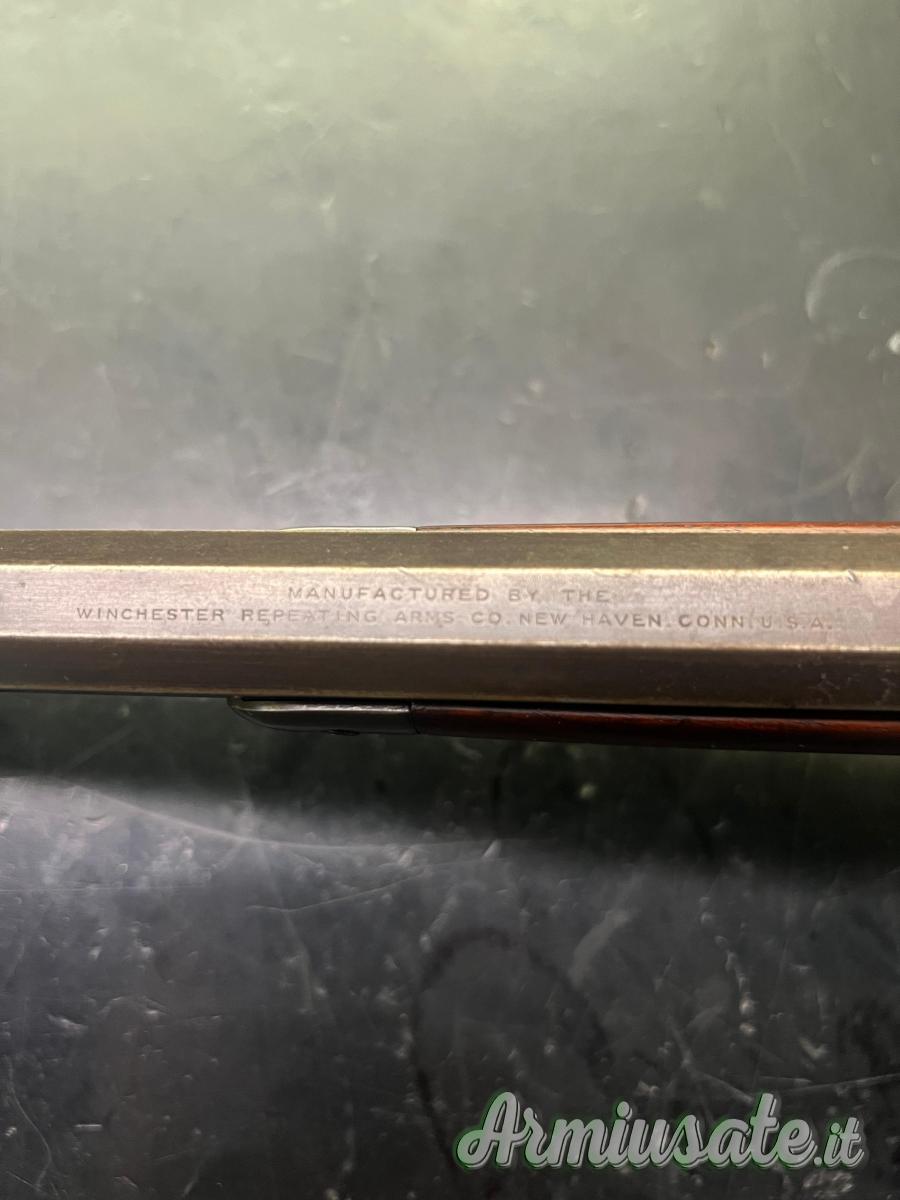 MANUFACTURED BY THE
WINCHESTER REPEATING ARMS CO. NEW HAVEN. CONN. U.S.A.
Armiusate.it